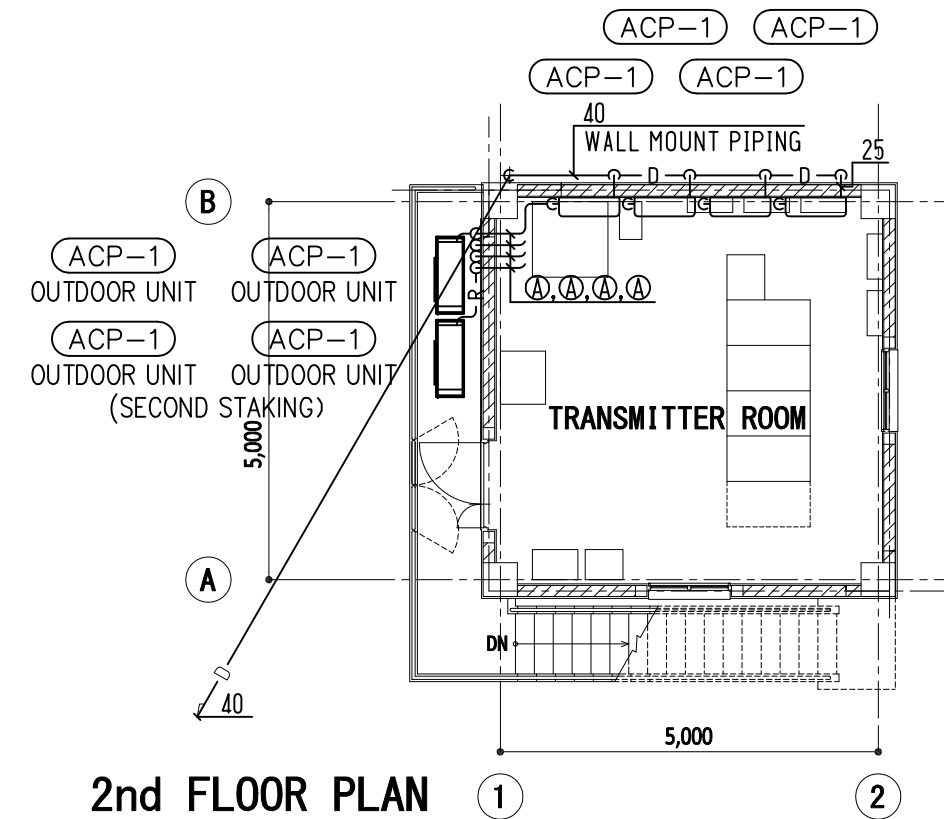 ACP-1 ACP-1
ACP-1 ACP-1
40
WALL MOUNT PIPING
25
D D
B
ACP-1 ACP-1
OUTDOOR UNIT OUTDOOR UNIT
R
A, A, A, A
ACP-1 ACP-1
OUTDOOR UNIT OUTDOOR UNIT
(SECOND STAKING)
TRANSMITTER ROOM
5,000
A
DN
40
5,000
2nd FLOOR PLAN
1 2